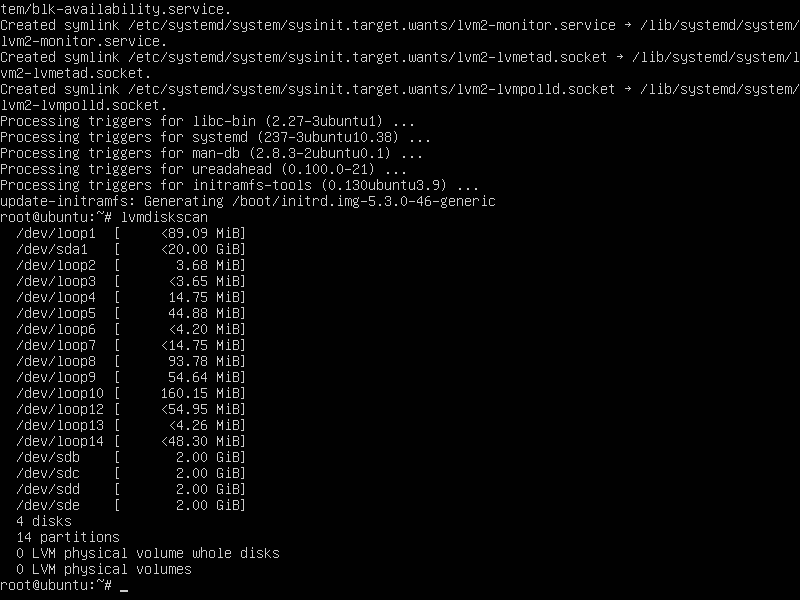 tem/blk-availability.service.
Created symlink /etc/systemd/system/sysinit.target.wants/lvm2-monitor.service → /lib/systemd/system/
lvm2-monitor.service.
Created symlink /etc/systemd/system/sysinit.target.wants/lvm2-lvmetad.socket → /lib/systemd/system/l
vm2-lvmetad.socket.
Created symlink /etc/systemd/system/sysinit.target.wants/lvm2-lvmpolld.socket → /lib/systemd/system/
lvm2-lvmpolld.socket.
Processing triggers for libc-bin (2.27-3ubuntu1) ...
Processing triggers for systemd (237-3ubuntu10.38) ...
Processing triggers for man-db (2.8.3-2ubuntu0.1) ...
Processing triggers for ureadahead (0.100.0-21) ...
Processing triggers for initramfs-tools (0.130ubuntu3.9) ...
update-initramfs: Generating /boot/initrd.img-5.3.0-46-generic
root@ubuntu:~# lvmdiskscan
  /dev/loop1  [     <89.09 MiB]
  /dev/sda1   [     <20.00 GiB]
  /dev/loop2  [       3.68 MiB]
  /dev/loop3  [      <3.65 MiB]
  /dev/loop4  [      14.75 MiB]
  /dev/loop5  [      44.88 MiB]
  /dev/loop6  [      <4.20 MiB]
  /dev/loop7  [     <14.75 MiB]
  /dev/loop8  [      93.78 MiB]
  /dev/loop9  [      54.64 MiB]
  /dev/loop10 [     160.15 MiB]
  /dev/loop12 [     <54.95 MiB]
  /dev/loop13 [      <4.26 MiB]
  /dev/loop14 [     <48.30 MiB]
  /dev/sdb    [       2.00 GiB]
  /dev/sdc    [       2.00 GiB]
  /dev/sdd    [       2.00 GiB]
  /dev/sde    [       2.00 GiB]
  4 disks
  14 partitions
  0 LVM physical volume whole disks
  0 LVM physical volumes
root@ubuntu:~# _